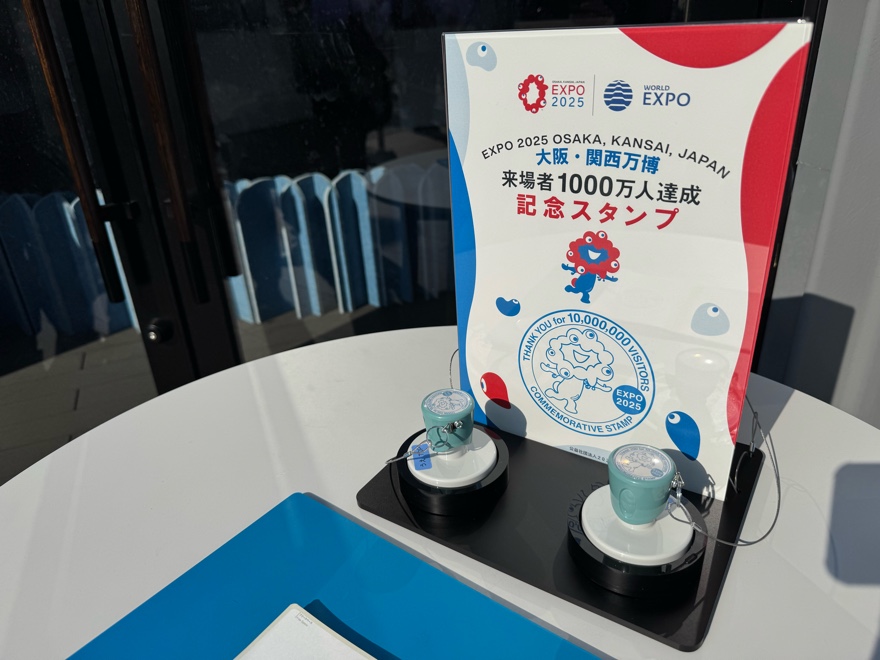 OSAKA, KANSAI, JAPAN
EXPO
2025
WORLD
EXPO
EXPO 2025 OSAKA, KANSAI, JAPAN
大阪・関西万博
来場者1000万人達成
記念スタンプ
THANK YOU for 10,000,000 VISITORS
EXPO
2025
COMMEMORATIVE STAMP